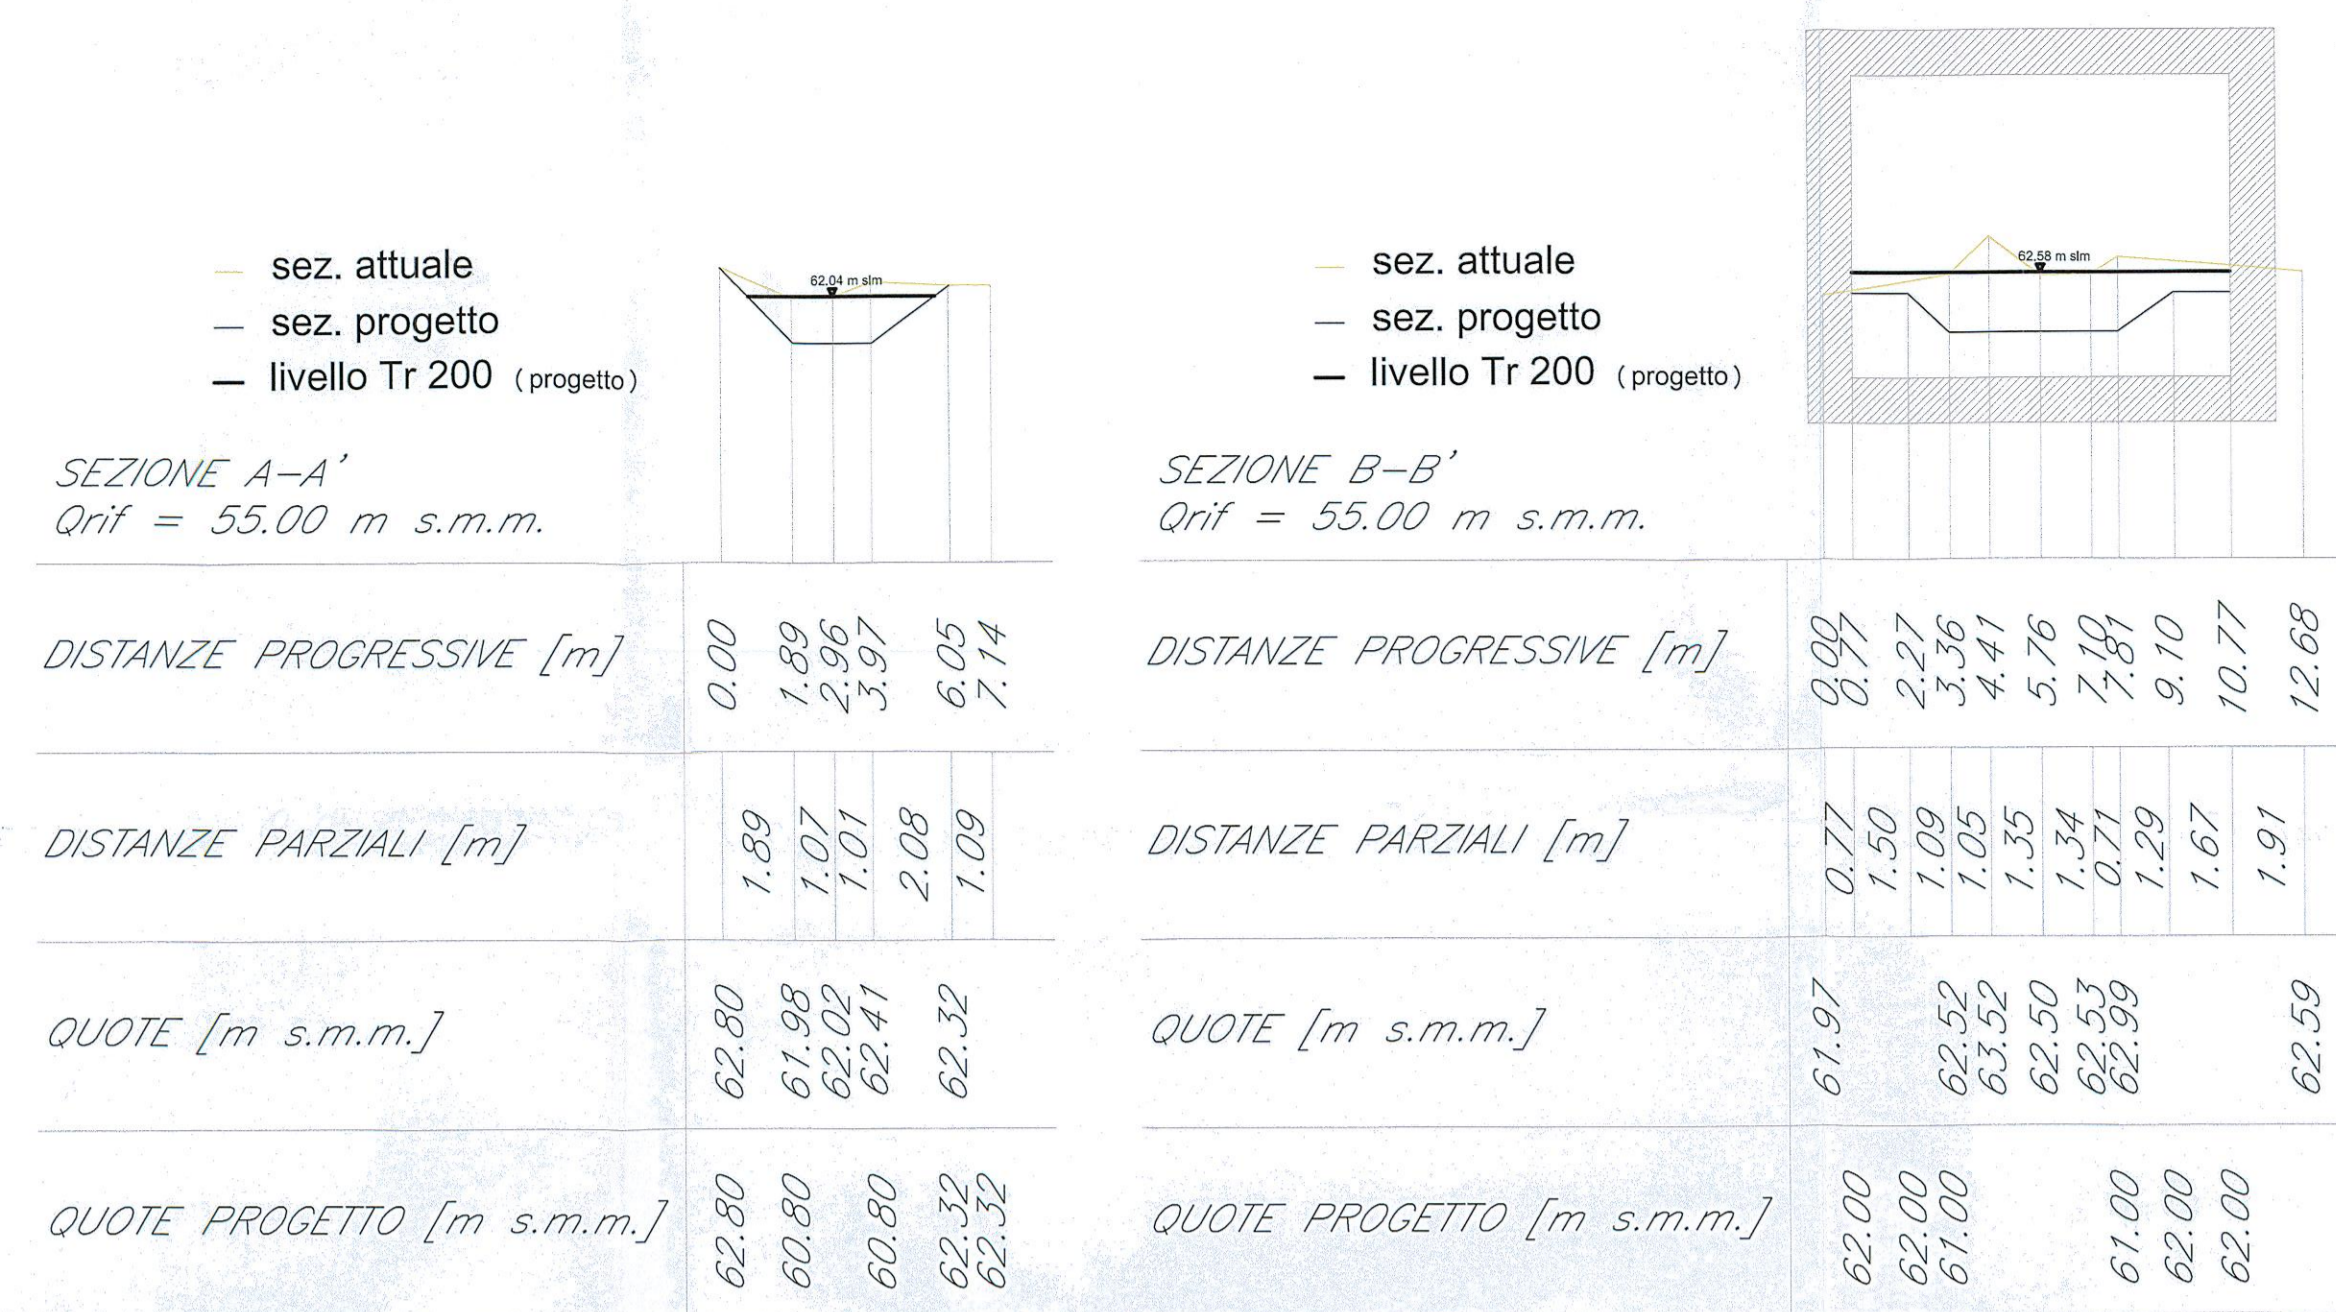 sez. attuale
sez. progetto
livello Tr 200 (progetto)
62.04 m slm
SEZIONE A-A'
Qrif = 55.00 m s.m.m.
DISTANZE PROGRESSIVE [m]
0.00 1.89 2.96 3.97 6.05 7.14
DISTANZE PARZIALI [m]
1.89 1.07 1.01 2.08 1.09
QUOTE [m s.m.m.]
62.80 61.98 62.02 62.41 62.32
QUOTE PROGETTO [m s.m.m.]
62.80 60.80 60.80 62.32 62.32
sez. attuale
sez. progetto
livello Tr 200 (progetto)
62.58 m slm
SEZIONE B-B'
Qrif = 55.00 m s.m.m.
DISTANZE PROGRESSIVE [m]
0.00 0.77 2.27 3.36 4.41 5.76 7.10 7.81 9.10 10.77 12.68
DISTANZE PARZIALI [m]
0.77 1.50 1.09 1.05 1.35 1.34 0.71 1.29 1.67 1.91
QUOTE [m s.m.m.]
61.97 62.52 63.52 62.50 62.53 62.99 62.59
QUOTE PROGETTO [m s.m.m.]
62.00 62.00 61.00 61.00 62.00 62.00